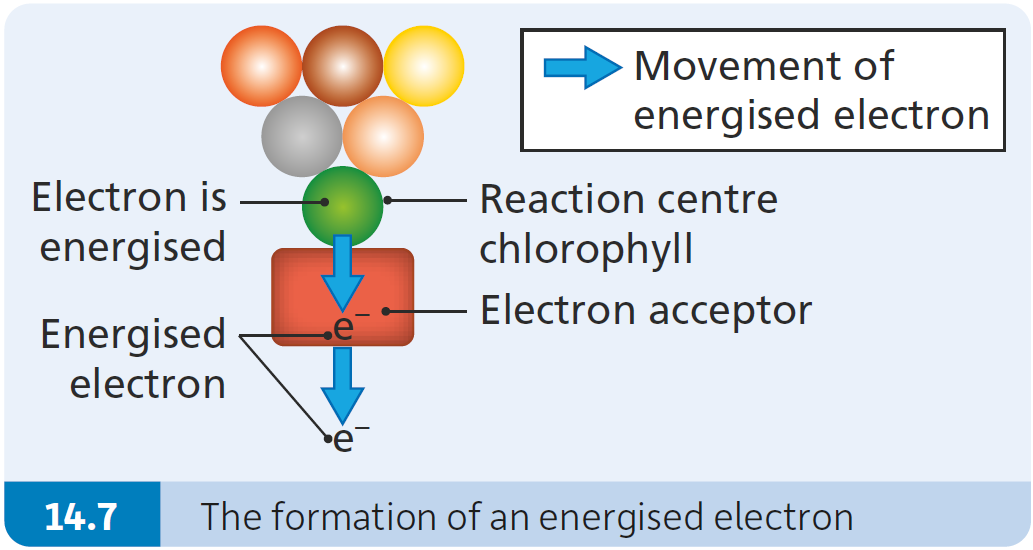 Movement of
energised electron
Electron is
energised
Reaction centre
chlorophyll
Electron acceptor
e⁻
Energised
electron
e⁻
14.7 The formation of an energised electron